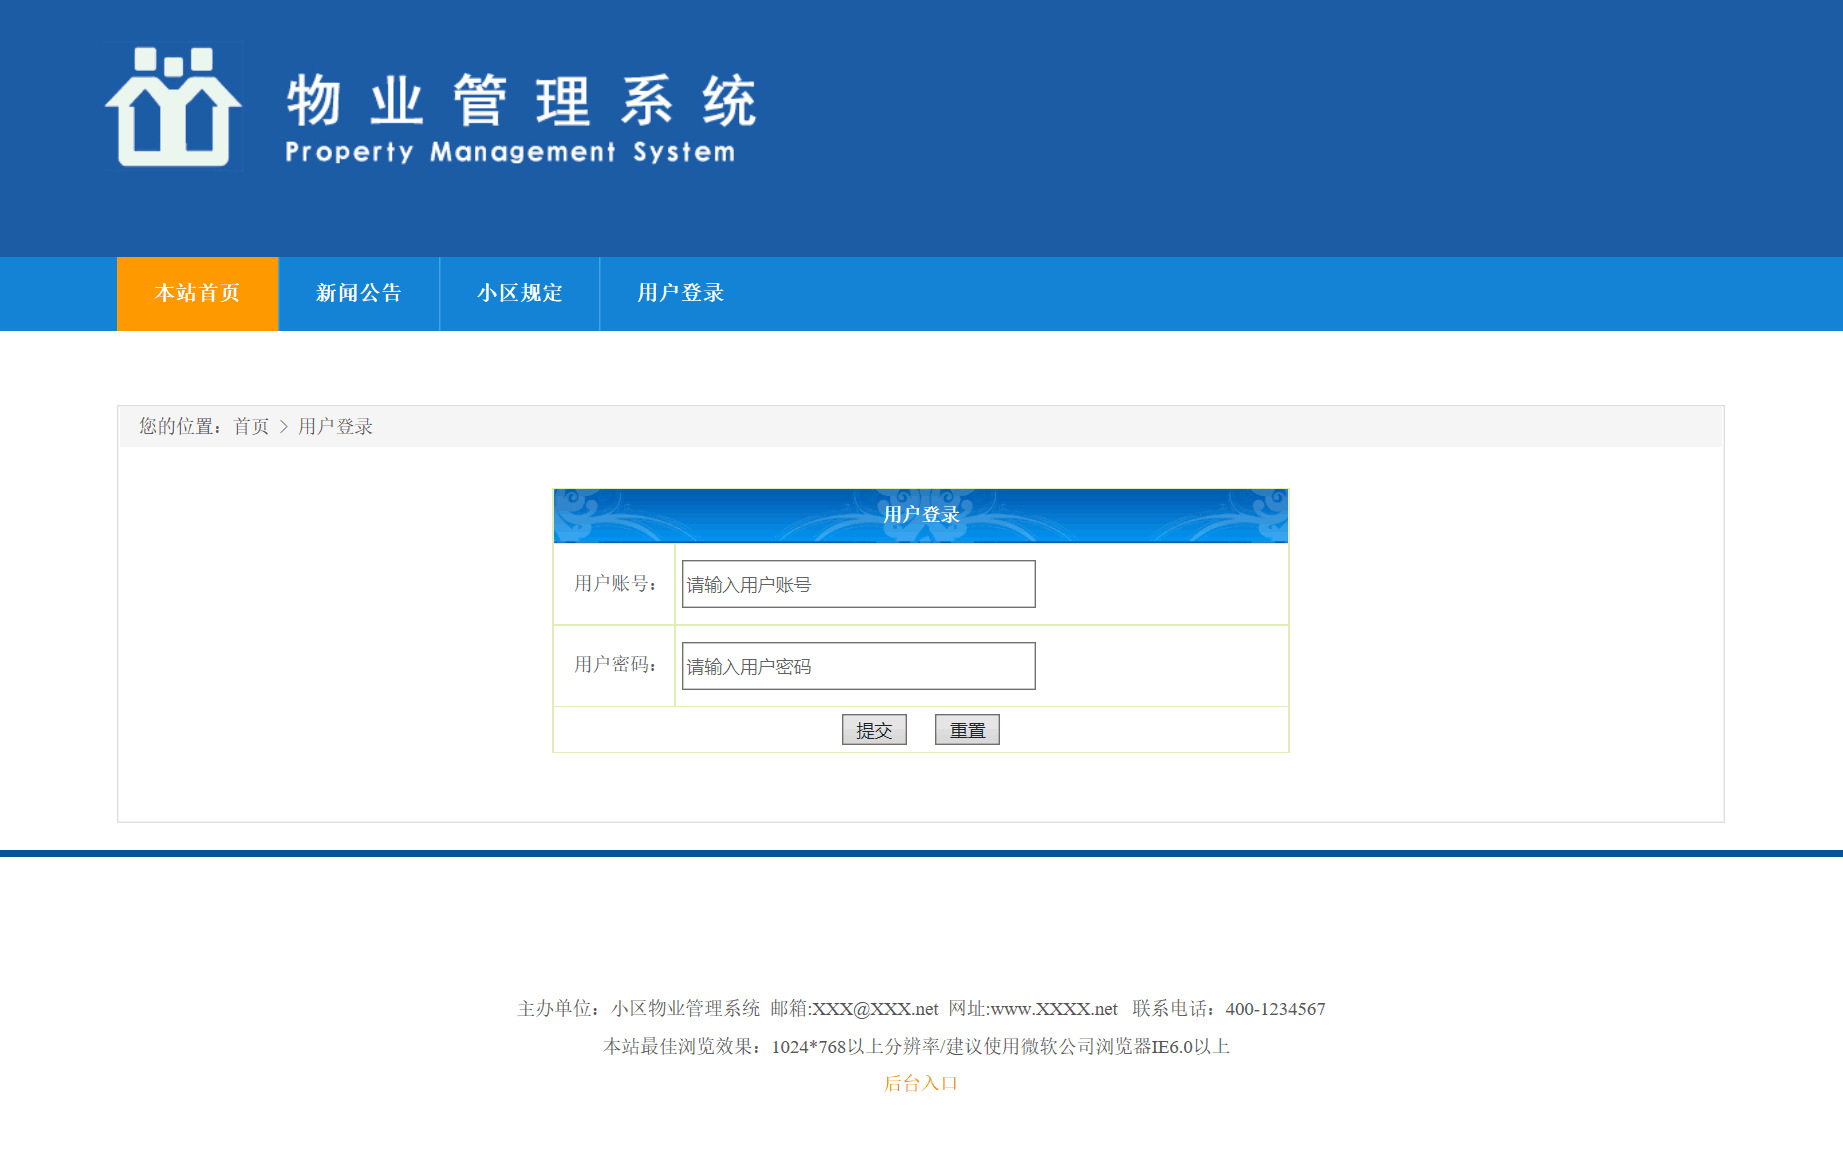 物业管理系统
Property Management System
本站首页 新闻公告 小区规定 用户登录
您的位置：首页 > 用户登录
用户登录
用户账号： 请输入用户账号
用户密码： 请输入用户密码
提交 重置
主办单位：小区物业管理系统 邮箱:XXX@XXX.net 网址:www.XXXX.net 联系电话：400-1234567
本站最佳浏览效果：1024*768以上分辨率/建议使用微软公司浏览器IE6.0以上
后台入口